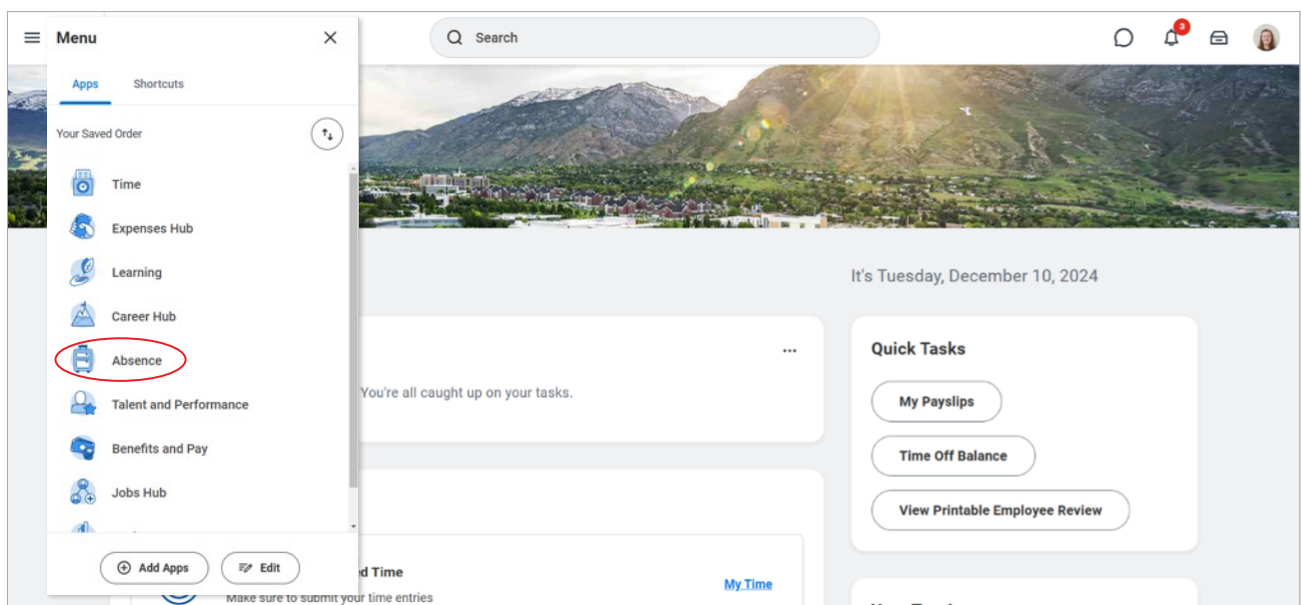 Menu
Search
3
Apps
Shortcuts
Your Saved Order
Time
Expenses Hub
Learning
Career Hub
Absence
Talent and Performance
Benefits and Pay
Jobs Hub
Add Apps
Edit
It's Tuesday, December 10, 2024
You're all caught up on your tasks.
Quick Tasks
My Payslips
Time Off Balance
View Printable Employee Review
Time
Make sure to submit your time entries
My Time